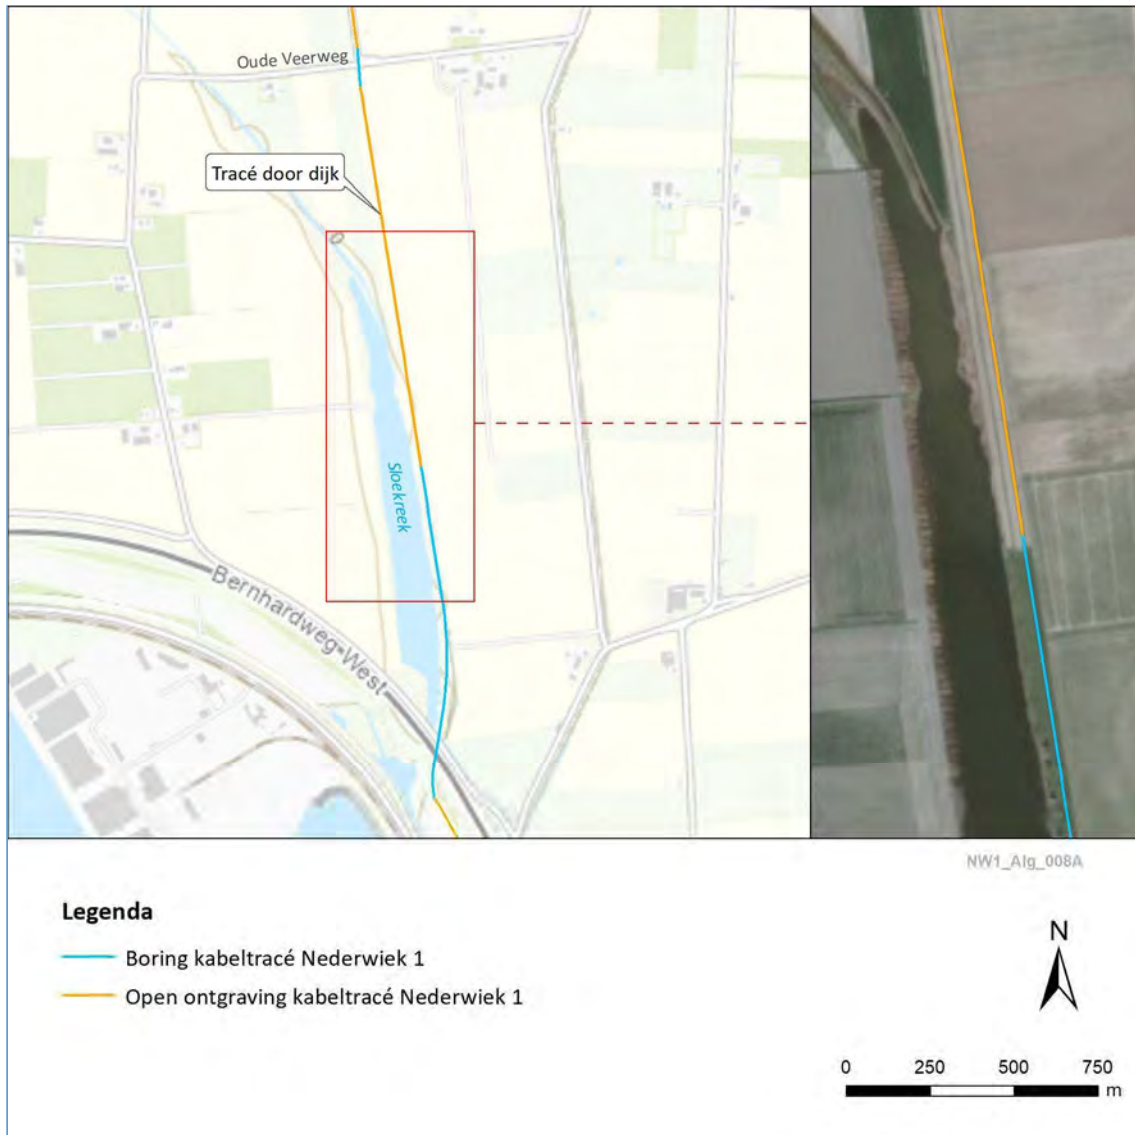 Oude Veerweg
Tracé door dijk
Sloekreek
Bernhardweg-West
NW1_Alg_008A
Legenda
Boring kabeltracé Nederwiek 1
Open ontgraving kabeltracé Nederwiek 1
N
0 250 500 750
m